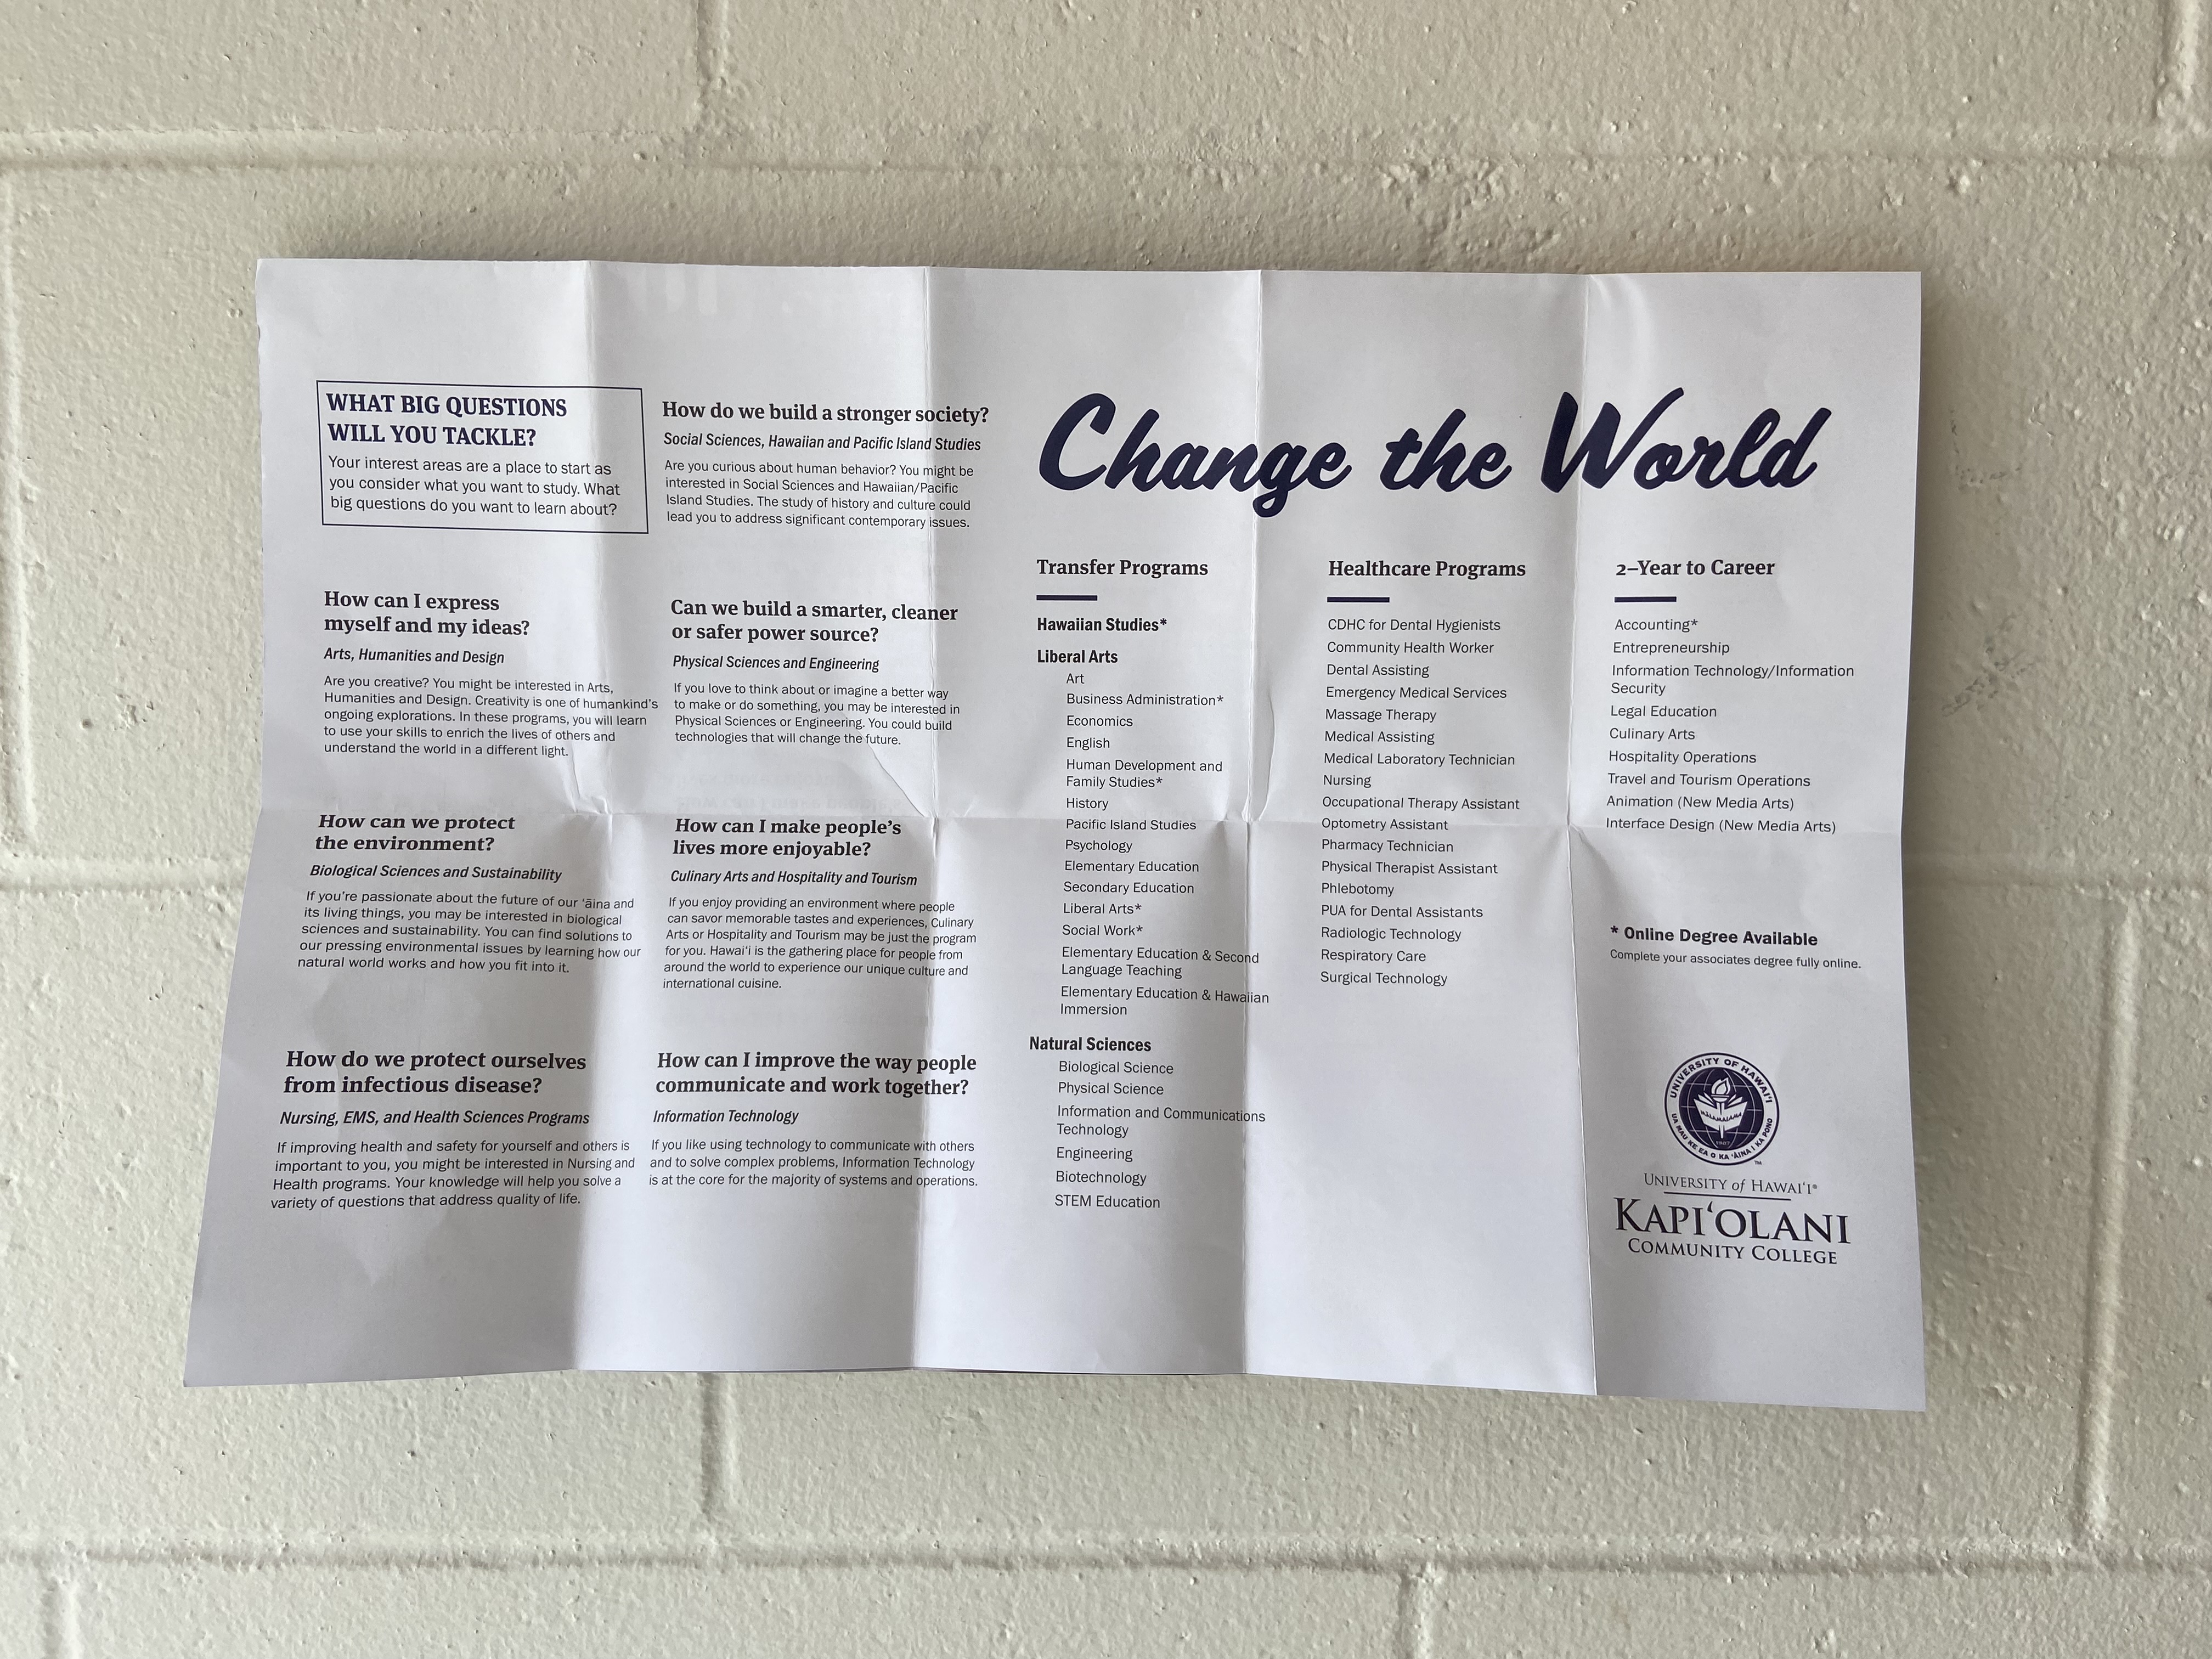 WHAT BIG QUESTIONS
WILL YOU TACKLE?
Your interest areas are a place to start as
you consider what you want to study. What
big questions do you want to learn about?
How can I express
myself and my ideas?
Arts, Humanities and Design
Are you creative? You might be interested in Arts,
Humanities and Design. Creativity is one of humankind's
ongoing explorations. In these programs, you will learn
to use your skills to enrich the lives of others and
understand the world in a different light.
How can we protect
the environment?
Biological Sciences and Sustainability
If you're passionate about the future of our ʻāina and
its living things, you may be interested in biological
sciences and sustainability. You can find solutions to
our pressing environmental issues by learning how our
natural world works and how you fit into it.
How do we protect ourselves
from infectious disease?
Nursing, EMS, and Health Sciences Programs
If improving health and safety for yourself and others is
important to you, you might be interested in Nursing and
Health programs. Your knowledge will help you solve a
variety of questions that address quality of life.
How do we build a stronger society?
Social Sciences, Hawaiian and Pacific Island Studies
Are you curious about human behavior? You might be
interested in Social Sciences and Hawaiian/Pacific
Island Studies. The study of history and culture could
lead you to address significant contemporary issues.
Can we build a smarter, cleaner
or safer power source?
Physical Sciences and Engineering
If you love to think about or imagine a better way
to make or do something, you may be interested in
Physical Sciences or Engineering. You could build
technologies that will change the future.
How can I make people's
lives more enjoyable?
Culinary Arts and Hospitality and Tourism
If you enjoy providing an environment where people
can savor memorable tastes and experiences, Culinary
Arts or Hospitality and Tourism may be just the program
for you. Hawaiʻi is the gathering place for people from
around the world to experience our unique culture and
international cuisine.
How can I improve the way people
communicate and work together?
Information Technology
If you like using technology to communicate with others
and to solve complex problems, Information Technology
is at the core for the majority of systems and operations.
Change the World
Transfer Programs
Hawaiian Studies*
Liberal Arts
Art
Business Administration*
Economics
English
Human Development and
Family Studies*
History
Pacific Island Studies
Psychology
Elementary Education
Secondary Education
Liberal Arts*
Social Work*
Elementary Education & Second
Language Teaching
Elementary Education & Hawaiian
Immersion
Natural Sciences
Biological Science
Physical Science
Information and Communications
Technology
Engineering
Biotechnology
STEM Education
Healthcare Programs
CDHC for Dental Hygienists
Community Health Worker
Dental Assisting
Emergency Medical Services
Massage Therapy
Medical Assisting
Medical Laboratory Technician
Nursing
Occupational Therapy Assistant
Optometry Assistant
Pharmacy Technician
Physical Therapist Assistant
Phlebotomy
PUA for Dental Assistants
Radiologic Technology
Respiratory Care
Surgical Technology
2–Year to Career
Accounting*
Entrepreneurship
Information Technology/Information
Security
Legal Education
Culinary Arts
Hospitality Operations
Travel and Tourism Operations
Animation (New Media Arts)
Interface Design (New Media Arts)
* Online Degree Available
Complete your associates degree fully online.
UNIVERSITY OF HAWAIʻI
MĀLAMALAMA
1907
UA MAU KE EA O KA ʻĀINA I KA PONO
TM
UNIVERSITY of HAWAIʻI®
KAPIʻOLANI
COMMUNITY COLLEGE